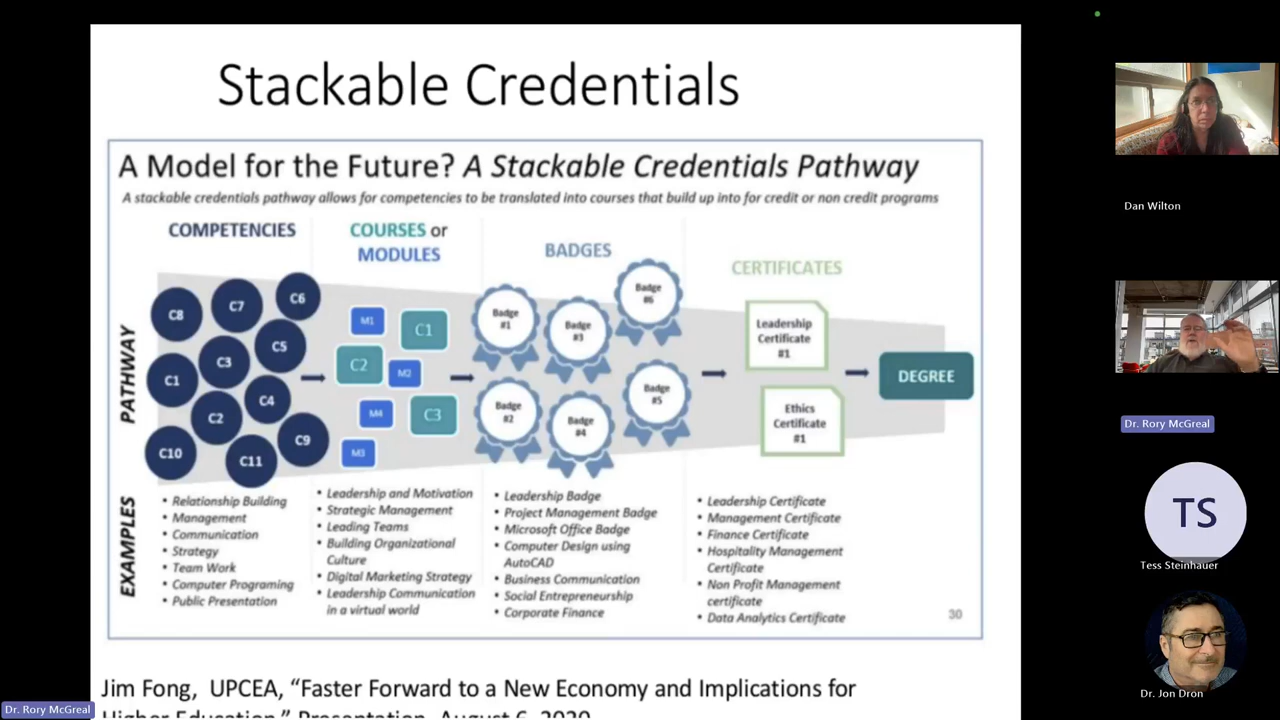 Stackable Credentials
A Model for the Future? A Stackable Credentials Pathway
A stackable credentials pathway allows for competencies to be translated into courses that build up into for credit or non credit programs
COMPETENCIES
COURSES or
MODULES
BADGES
CERTIFICATES
PATHWAY
C8
C7
C6
C5
C3
C1
C4
C2
C9
C10
C11
M1
C1
C2
M2
M4
C3
M3
Badge
#1
Badge
#3
Badge
#6
Badge
#2
Badge
#4
Badge
#5
Leadership
Certificate
#1
Ethics
Certificate
#1
DEGREE
EXAMPLES
• Relationship Building
• Management
• Communication
• Strategy
• Team Work
• Computer Programing
• Public Presentation
• Leadership and Motivation
• Strategic Management
• Leading Teams
• Building Organizational
Culture
• Digital Marketing Strategy
• Leadership Communication
in a virtual world
• Leadership Badge
• Project Management Badge
• Microsoft Office Badge
• Computer Design using
AutoCAD
• Business Communication
• Social Entrepreneurship
• Corporate Finance
• Leadership Certificate
• Management Certificate
• Finance Certificate
• Hospitality Management
Certificate
• Non Profit Management
certificate
• Data Analytics Certificate
30
Jim Fong, UPCEA, “Faster Forward to a New Economy and Implications for
Higher Education.” Presentation, August 6, 2020
Dr. Rory McGreal
Dan Wilton
Dr. Rory McGreal
TS
Tess Steinhauer
Dr. Jon Dron